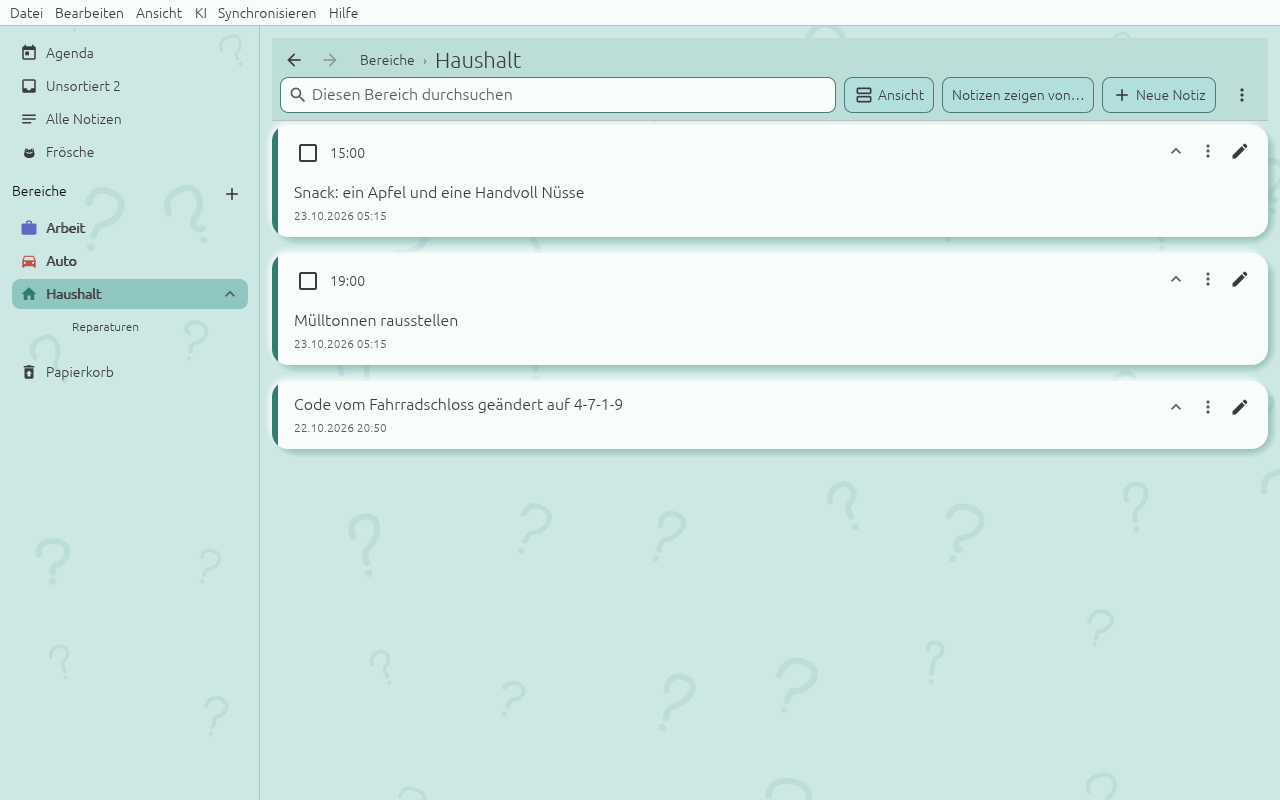 Datei Bearbeiten Ansicht KI Synchronisieren Hilfe
Agenda
Unsortiert 2
Alle Notizen
Frösche
Bereiche
Arbeit
Auto
Haushalt
Reparaturen
Papierkorb
Bereiche › Haushalt
Diesen Bereich durchsuchen
Ansicht
Notizen zeigen von…
Neue Notiz
15:00
Snack: ein Apfel und eine Handvoll Nüsse
23.10.2026 05:15
19:00
Mülltonnen rausstellen
23.10.2026 05:15
Code vom Fahrradschloss geändert auf 4-7-1-9
22.10.2026 20:50